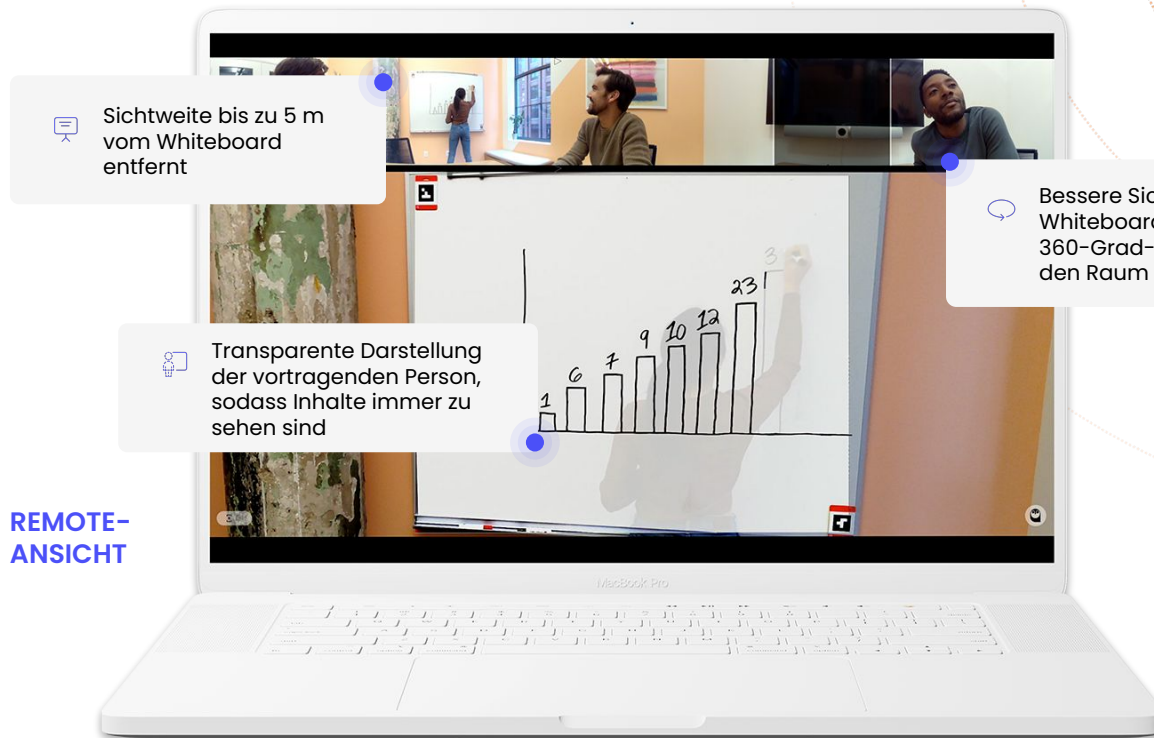 Sichtweite bis zu 5 m
vom Whiteboard
entfernt
Bessere
Whiteboard
360-Grad-
den Raum
3
23
12
10
9
7
6
1
Transparente Darstellung
der vortragenden Person,
sodass Inhalte immer zu
sehen sind
REMOTE-
ANSICHT
MacBook Pro